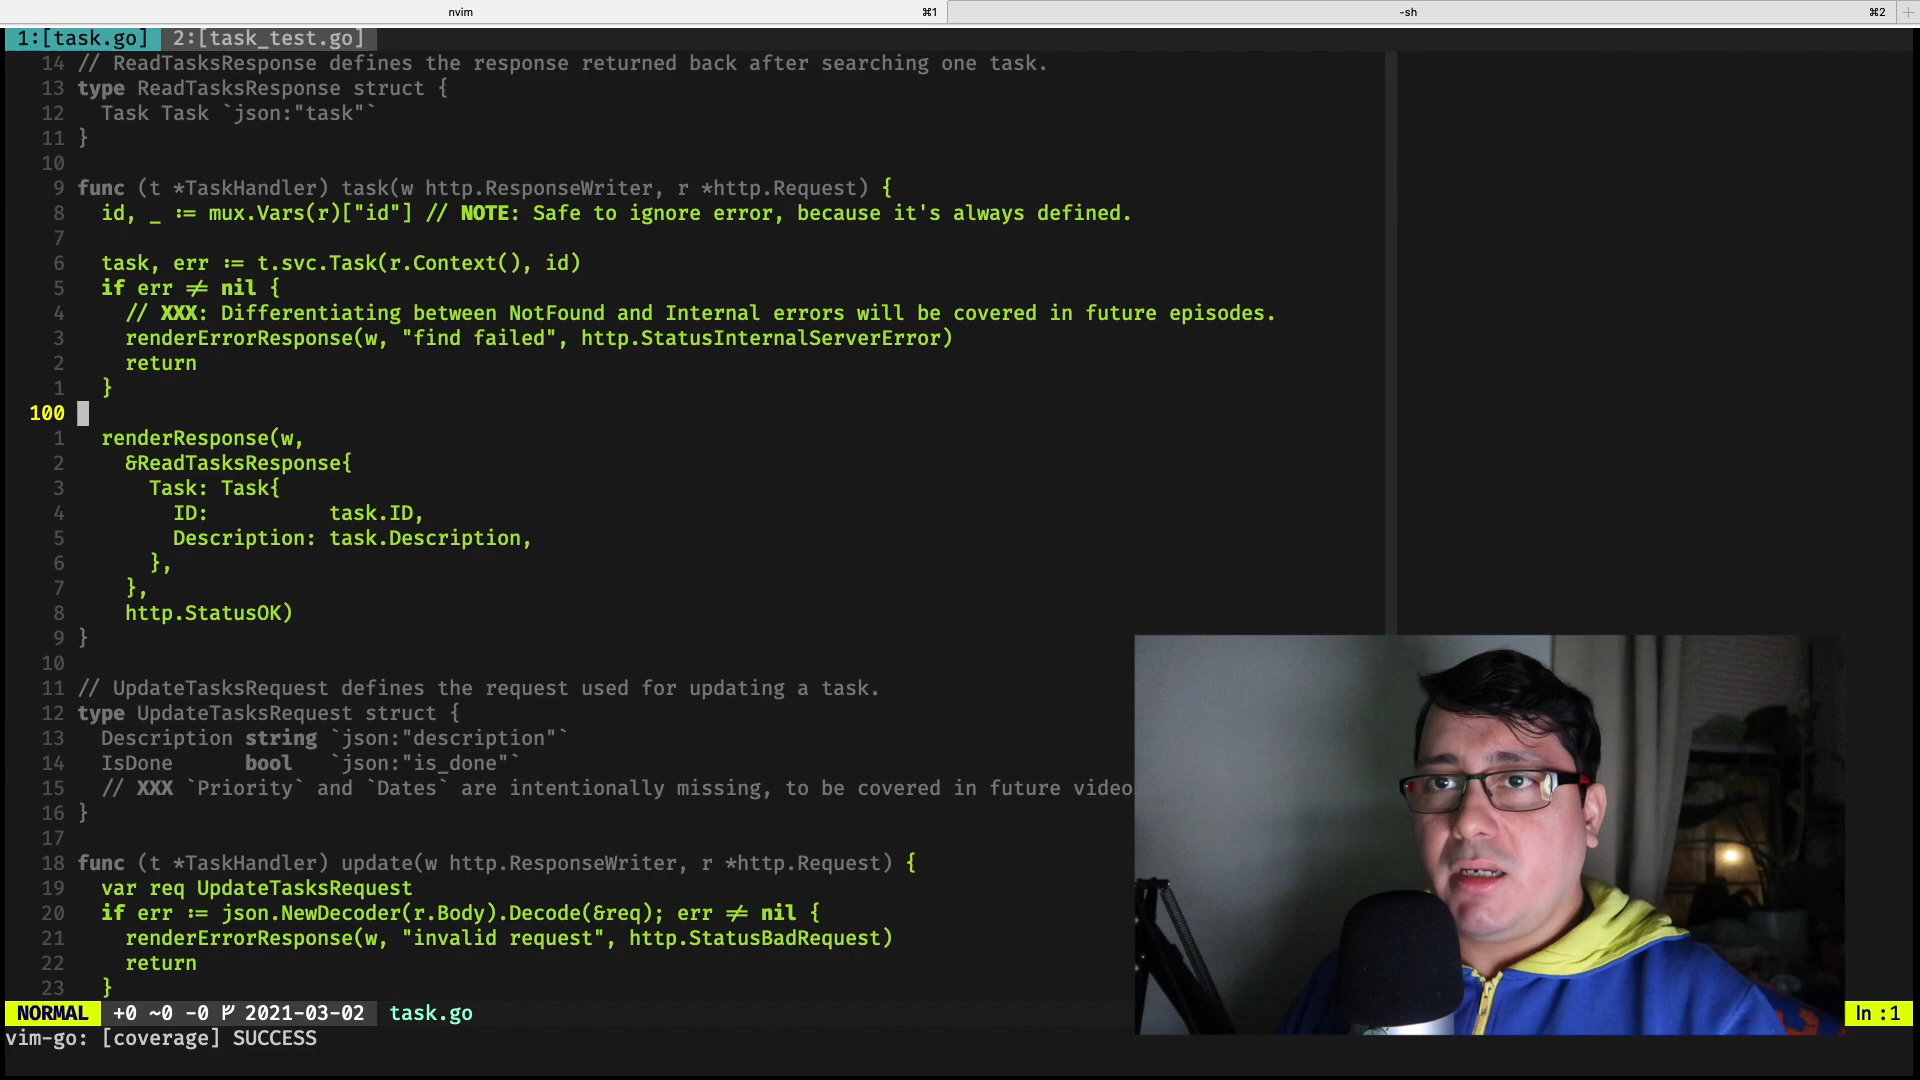 nvim ⌘1 -sh ⌘2 +
1:[task.go] 2:[task_test.go]
14 // ReadTasksResponse defines the response returned back after searching one task.
13 type ReadTasksResponse struct {
12 Task Task `json:"task"`
11 }
10
9 func (t *TaskHandler) task(w http.ResponseWriter, r *http.Request) {
8 id, _ := mux.Vars(r)["id"] // NOTE: Safe to ignore error, because it's always defined.
7
6 task, err := t.svc.Task(r.Context(), id)
5 if err ≠ nil {
4 // XXX: Differentiating between NotFound and Internal errors will be covered in future episodes.
3 renderErrorResponse(w, "find failed", http.StatusInternalServerError)
2 return
1 }
100
1 renderResponse(w,
2 &ReadTasksResponse{
3 Task: Task{
4 ID: task.ID,
5 Description: task.Description,
6 },
7 },
8 http.StatusOK)
9 }
10
11 // UpdateTasksRequest defines the request used for updating a task.
12 type UpdateTasksRequest struct {
13 Description string `json:"description"`
14 IsDone bool `json:"is_done"`
15 // XXX `Priority` and `Dates` are intentionally missing, to be covered in future video
16 }
17
18 func (t *TaskHandler) update(w http.ResponseWriter, r *http.Request) {
19 var req UpdateTasksRequest
20 if err := json.NewDecoder(r.Body).Decode(&req); err ≠ nil {
21 renderErrorResponse(w, "invalid request", http.StatusBadRequest)
22 return
23 }
NORMAL +0 ~0 -0 2021-03-02 task.go ln :1
vim-go: [coverage] SUCCESS